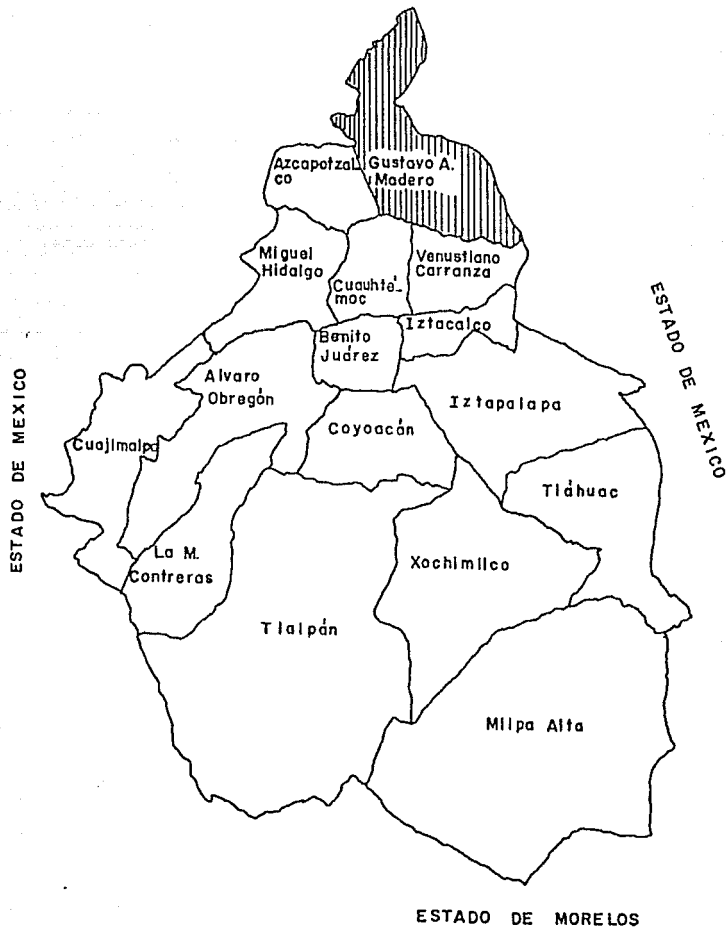 Azcapotzal
co
Gustavo A.
Madero
Miguel
Hidalgo
Cuauhté-
moc
Venustiano
Carranza
Iztacalco
Benito
Juárez
Alvaro
Obregón
Iztapalapa
Cuajimalpa
Coyoacán
Tláhuac
La M.
Contreras
Xochimilco
Tlalpán
Milpa Alta
ESTADO DE MEXICO
ESTADO DE MEXICO
ESTADO DE MORELOS